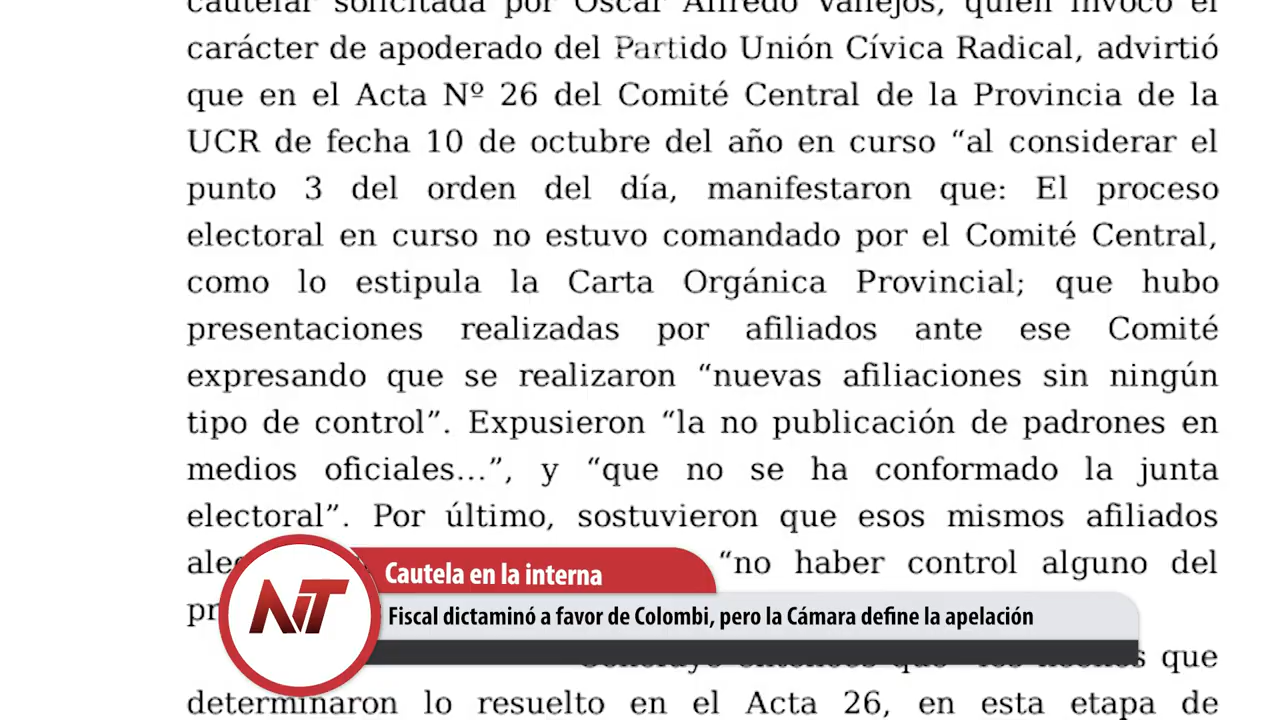 cautelar solicitada por Oscar Alfredo Vallejos, quien invocó el
carácter de apoderado del Partido Unión Cívica Radical, advirtió
que en el Acta Nº 26 del Comité Central de la Provincia de la
UCR de fecha 10 de octubre del año en curso “al considerar el
punto 3 del orden del día, manifestaron que: El proceso
electoral en curso no estuvo comandado por el Comité Central,
como lo estipula la Carta Orgánica Provincial; que hubo
presentaciones realizadas por afiliados ante ese Comité
expresando que se realizaron “nuevas afiliaciones sin ningún
tipo de control”. Expusieron “la no publicación de padrones en
medios oficiales...”, y “que no se ha conformado la junta
electoral”. Por último, sostuvieron que esos mismos afiliados
“no haber control alguno del
Cautela en la interna
NT
Fiscal dictaminó a favor de Colombi, pero la Cámara define la apelación
que
determinaron lo resuelto en el Acta 26, en esta etapa de